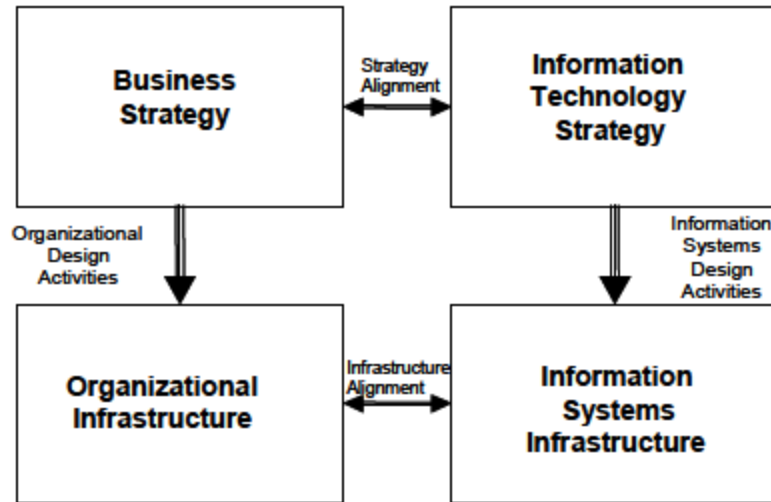 Business
Strategy
Strategy
Alignment
Information
Technology
Strategy
Organizational
Design
Activities
Information
Systems
Design
Activities
Organizational
Infrastructure
Infrastructure
Alignment
Information
Systems
Infrastructure